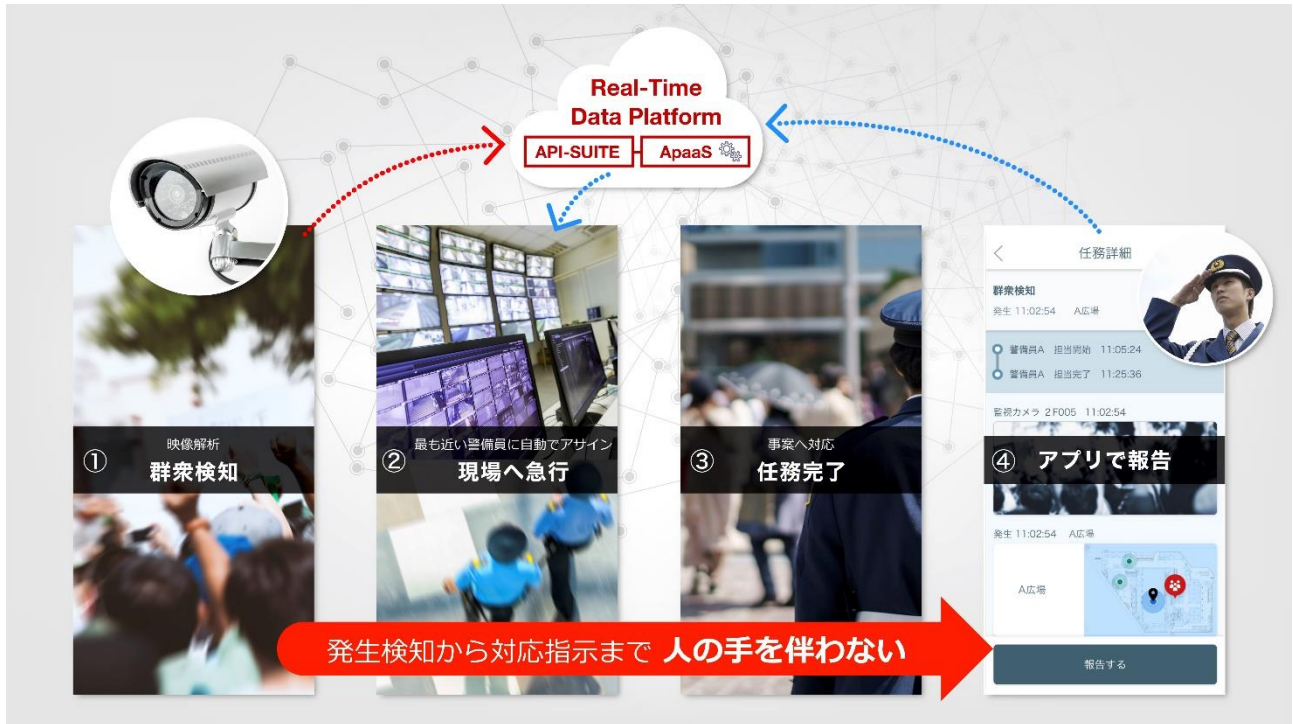 Real-Time
Data Platform
API-SUITE
ApaaS
①
映像解析
群衆検知
②
最も近い警備員に自動でアサイン
現場へ急行
③
事案へ対応
任務完了
任務詳細
群衆検知
発生 11:02:54 A広場
警備員A 担当開始 11:05:24
警備員A 担当完了 11:25:36
監視カメラ 2F005 11:02:54
④ アプリで報告
発生 11:02:54 A広場
A広場
報告する
発生検知から対応指示まで 人の手を伴わない